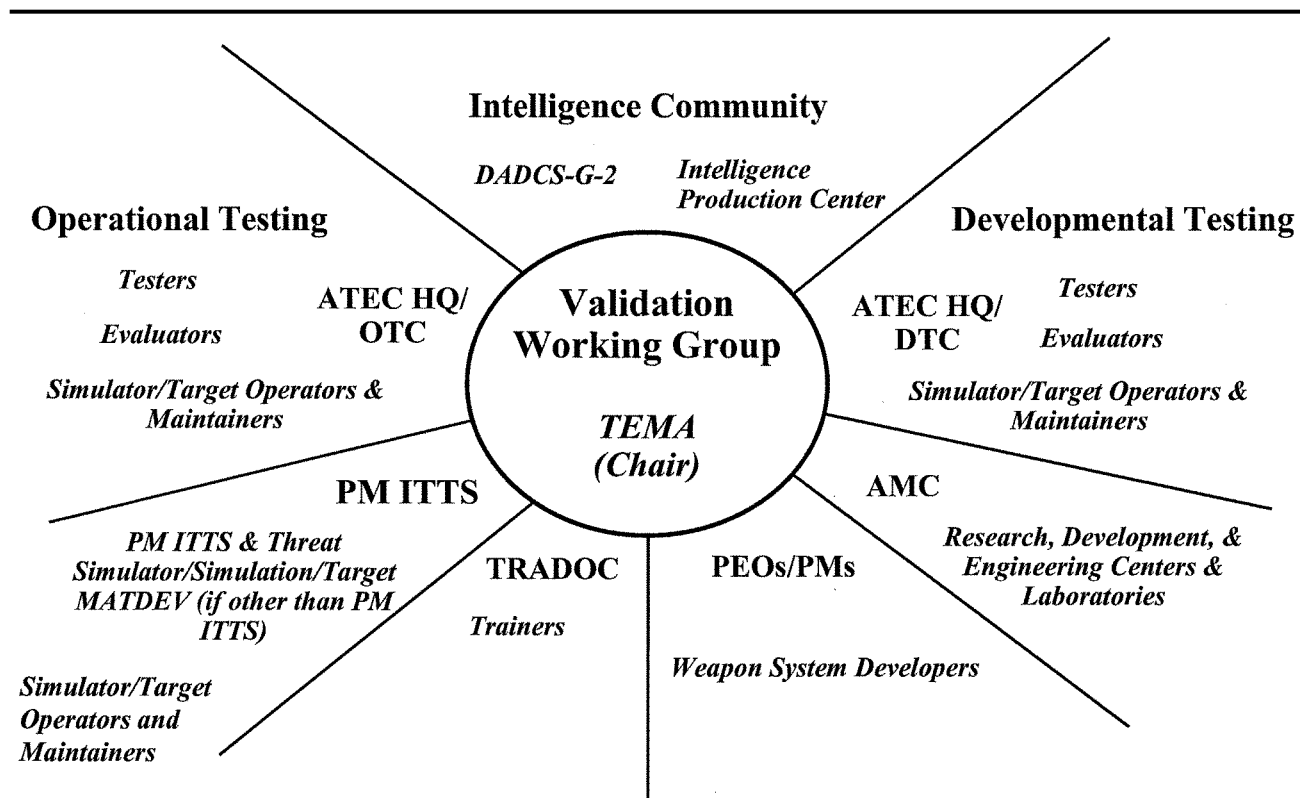 Intelligence Community
DADCS-G-2
Intelligence
Production Center
Operational Testing
Testers
Evaluators
ATEC HQ/
OTC
Simulator/Target Operators &
Maintainers
Developmental Testing
ATEC HQ/
DTC
Testers
Evaluators
Simulator/Target Operators &
Maintainers
Validation
Working Group
TEMA
(Chair)
PM ITTS
PM ITTS & Threat
Simulator/Simulation/Target
MATDEV (if other than PM
ITTS)
Simulator/Target
Operators and
Maintainers
TRADOC
Trainers
PEOs/PMs
Weapon System Developers
AMC
Research, Development, &
Engineering Centers &
Laboratories